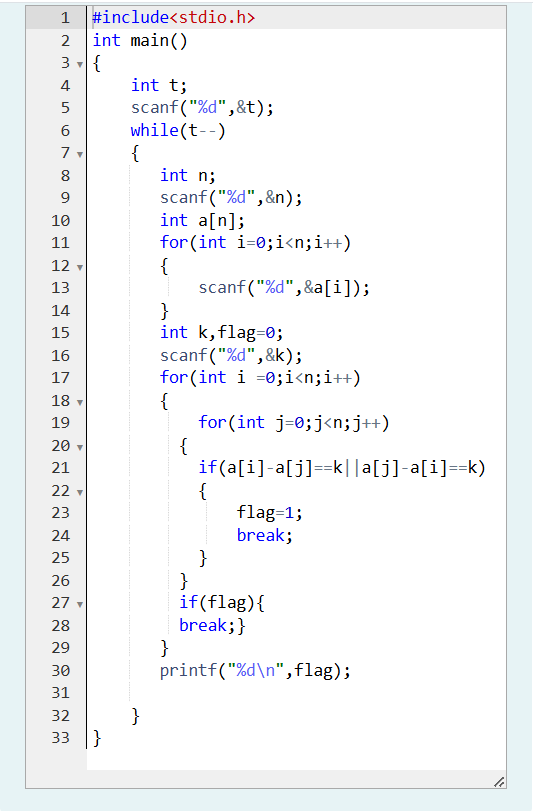 1 #include<stdio.h>
2 int main()
3 {
4     int t;
5     scanf("%d",&t);
6     while(t--)
7     {
8        int n;
9        scanf("%d",&n);
10        int a[n];
11        for(int i=0;i<n;i++)
12        {
13            scanf("%d",&a[i]);
14        }
15        int k,flag=0;
16        scanf("%d",&k);
17        for(int i =0;i<n;i++)
18        {
19            for(int j=0;j<n;j++)
20          {
21            if(a[i]-a[j]==k||a[j]-a[i]==k)
22            {
23                flag=1;
24                break;
25            }
26          }
27          if(flag){
28          break;}
29        }
30        printf("%d\n",flag);
31
32     }
33 }